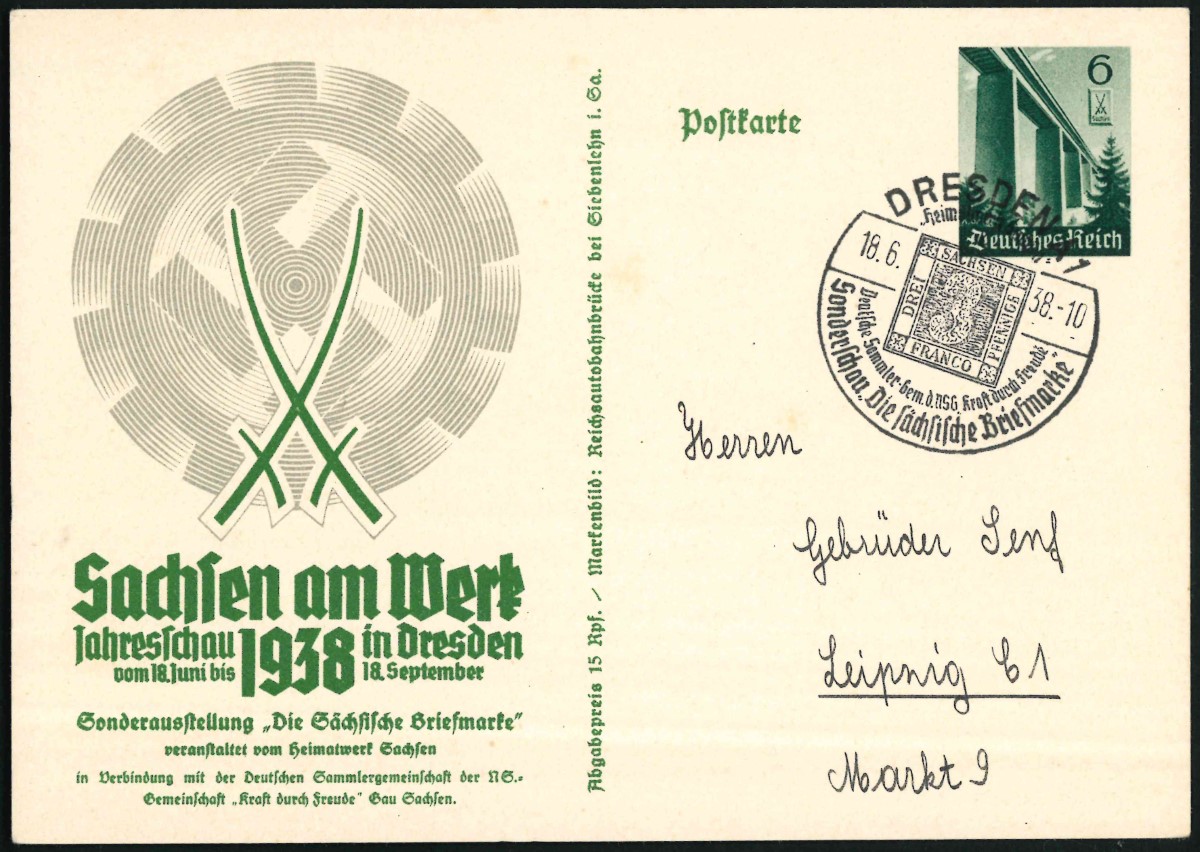 Sachsen am Werk
Jahresschau 1938 in Dresden
vom 18. Juni bis 18. September
Sonderausstellung „Die Sächsische Briefmarke“
veranstaltet vom Heimatwerk Sachsen
in Verbindung mit der Deutschen Sammlergemeinschaft der NS.-
Gemeinschaft „Kraft durch Freude“ Gau Sachsen.
Abgabepreis 15 Rpf. / Markenbild: Reichsautobahnbrücke bei Siebenlehn i. Sa.
Postkarte
6
Sachsen
Deutsches Reich
DRESDEN A1
18.6.38.-10
SACHSEN
DREI
PFENNIGE
FRANCO
Deutsche Sammler-Gem. d. NSG. Kraft durch Freude
Sonderschau „Die sächsische Briefmarke“
Herren
Gebrüder Senf
Leipzig C1
Markt 9